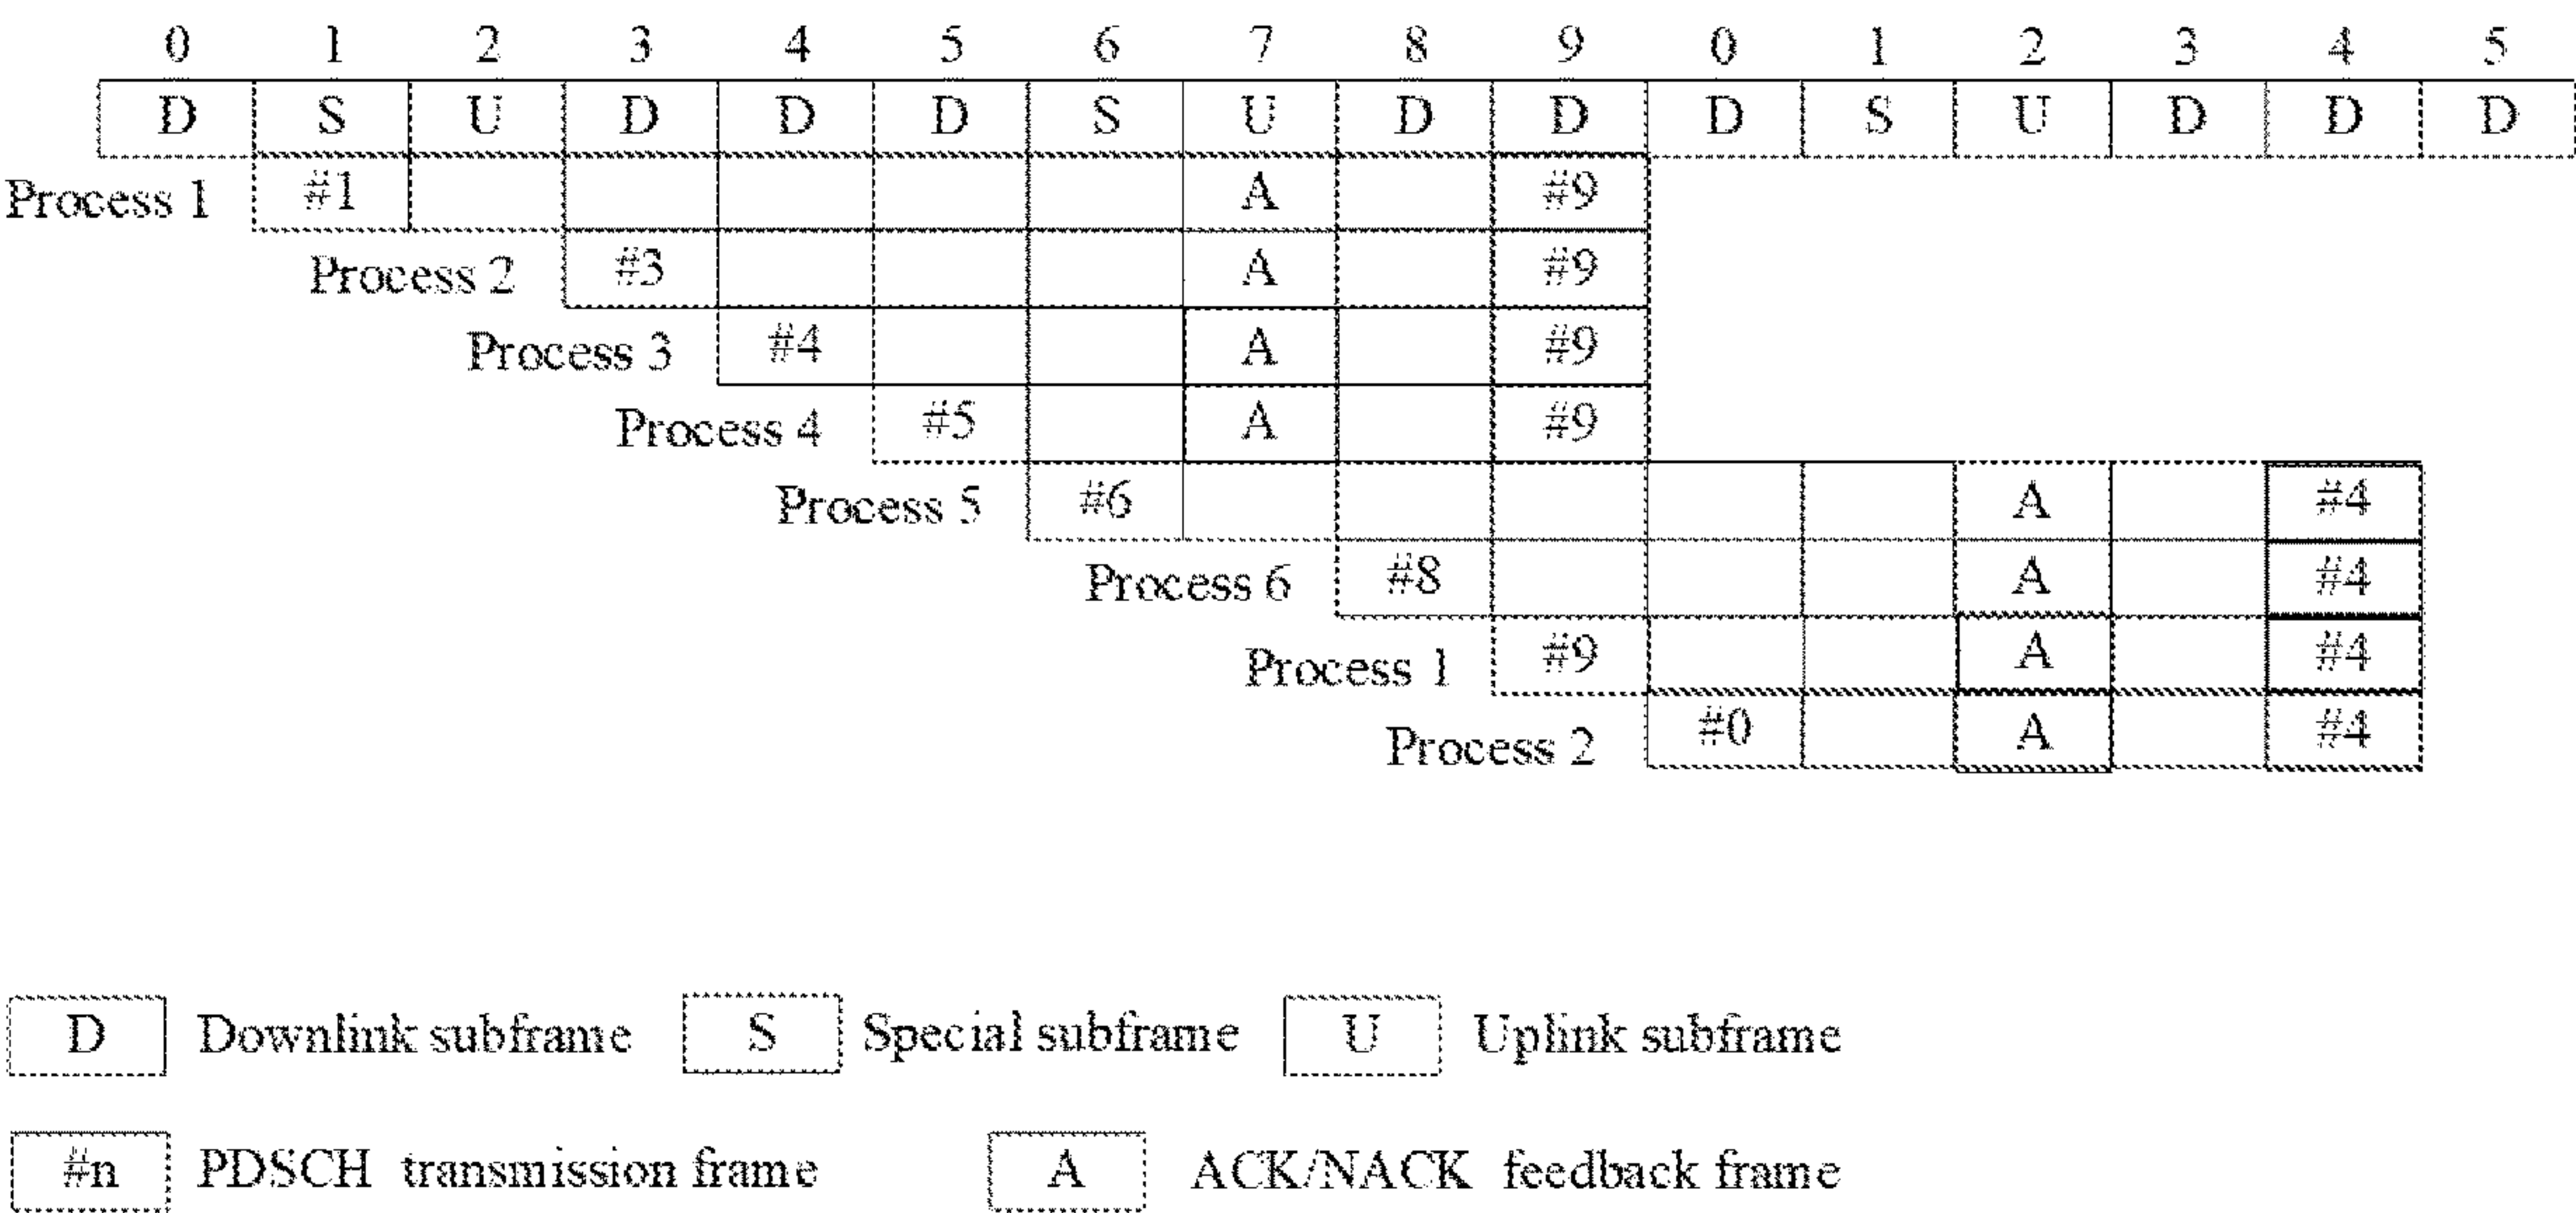 0 1 2 3 4 5 6 7 8 9 0 1 2 3 4 5
D S U D D D S U D D D S U D D D
Process 1 #1 A #9
Process 2 #3 A #9
Process 3 #4 A #9
Process 4 #5 A #9
Process 5 #6 A #4
Process 6 #8 A #4
Process 1 #9 A #4
Process 2 #0 A #4
D Downlink subframe S Special subframe U Uplink subframe
#n PDSCH transmission frame A ACK/NACK feedback frame